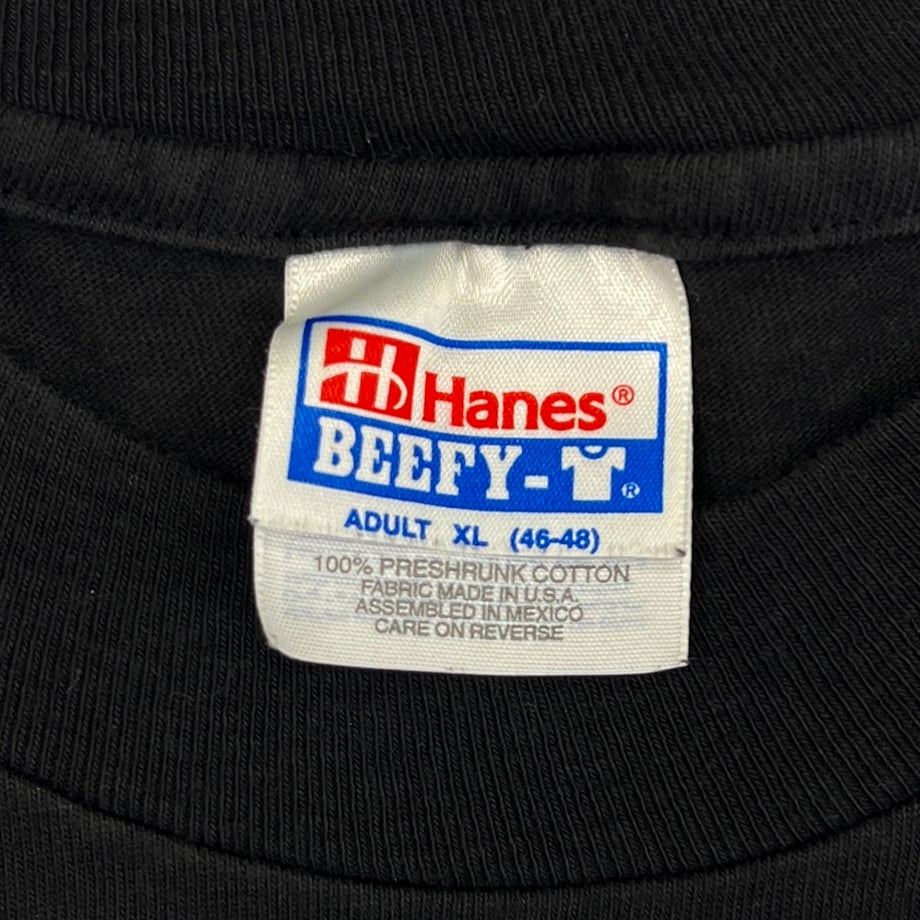 Hanes®
BEEFY-T®
ADULT XL (46-48)
100% PRESHRUNK COTTON
FABRIC MADE IN U.S.A.
ASSEMBLED IN MEXICO
CARE ON REVERSE